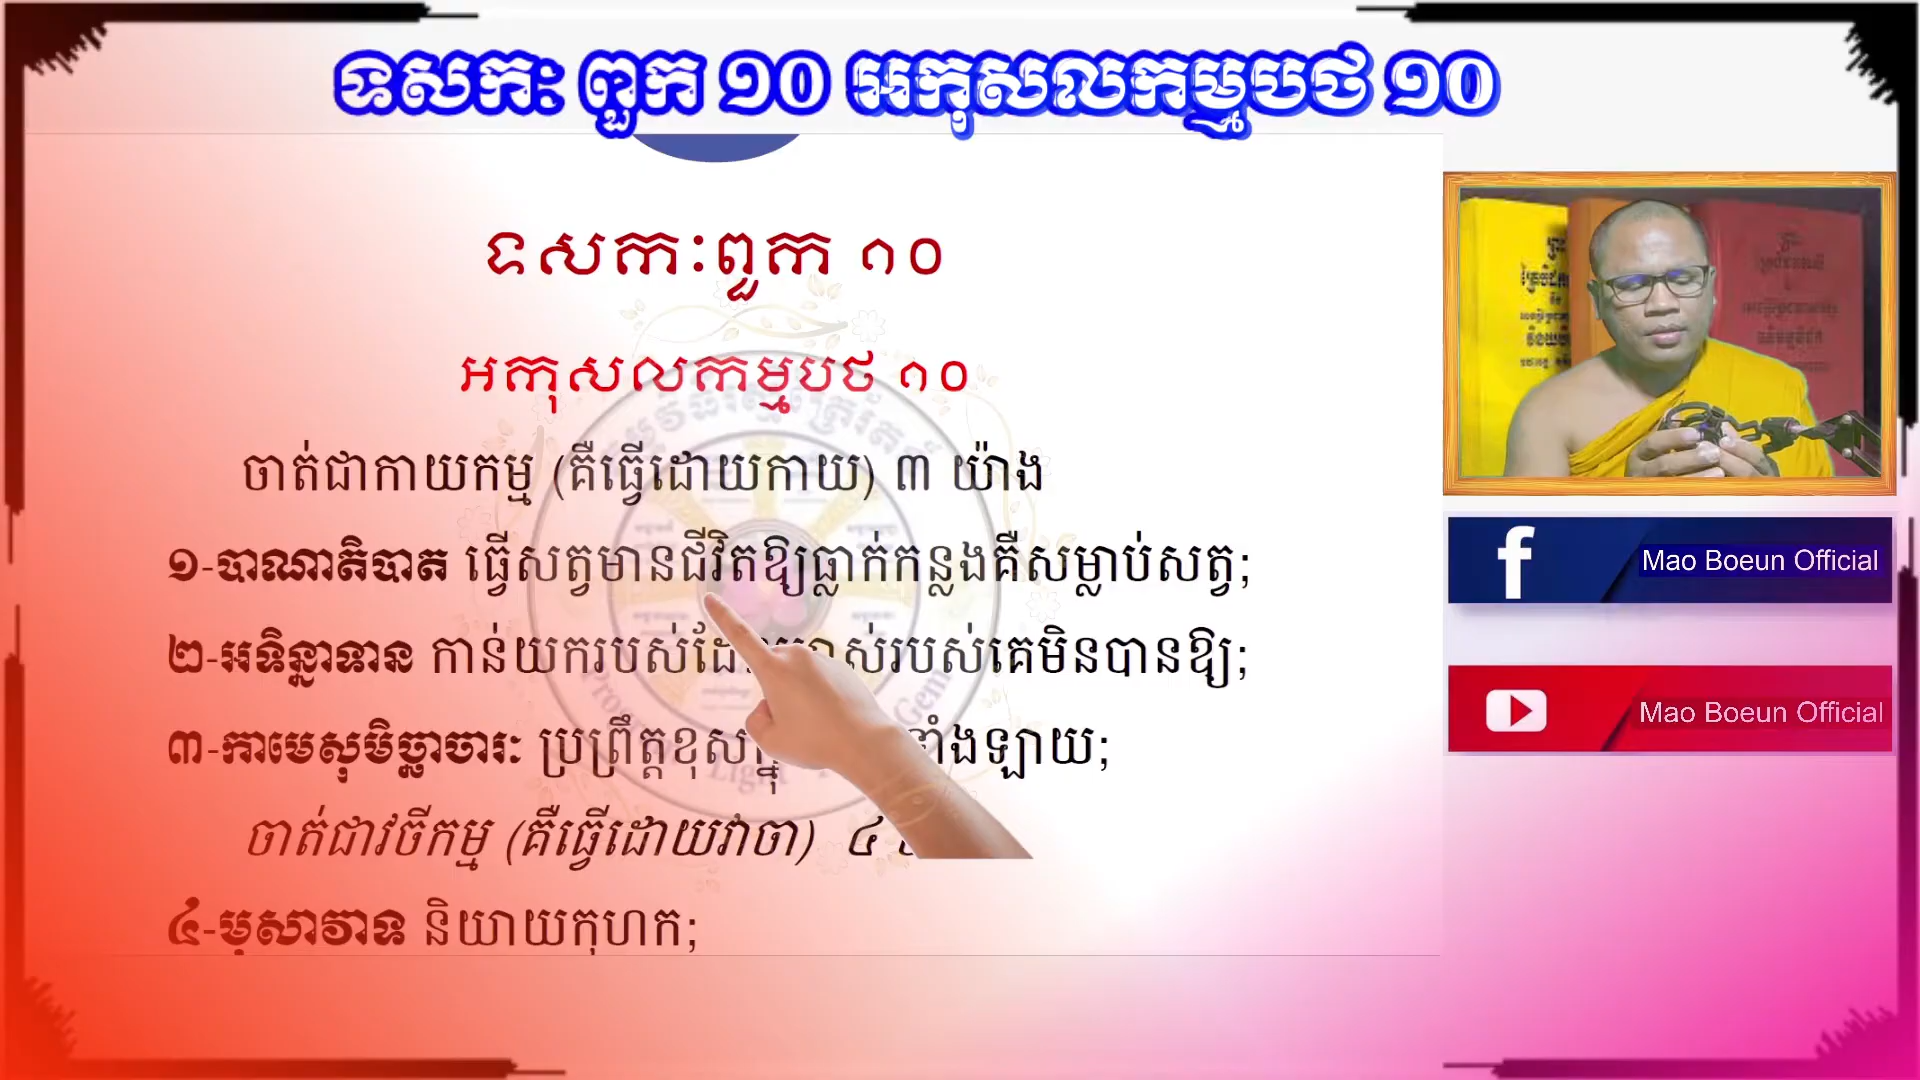 ទសកៈ ពួក ១០ អកុសលកម្មបថ ១០
ទសកៈពួក ១០
អកុសលកម្មបថ ១០
ចាត់ជាកាយកម្ម (គឺធ្វើដោយកាយ) ៣ យ៉ាង
១-បាណាតិបាត ធ្វើសត្វមានជីវិតឱ្យធ្លាក់កន្លងគឺសម្លាប់សត្វ;
២-អទិន្នាទាន កាន់យករបស់ដែលម្ចាស់របស់គេមិនបានឱ្យ;
៣-កាមេសុមិច្ឆាចារៈ ប្រព្រឹត្តខុសក្នុង ទាំងឡាយ;
ចាត់ជាវចីកម្ម (គឺធ្វើដោយវាចា) ៤
៤-មុសាវាទ និយាយកុហក;
Mao Boeun Official
Mao Boeun Official